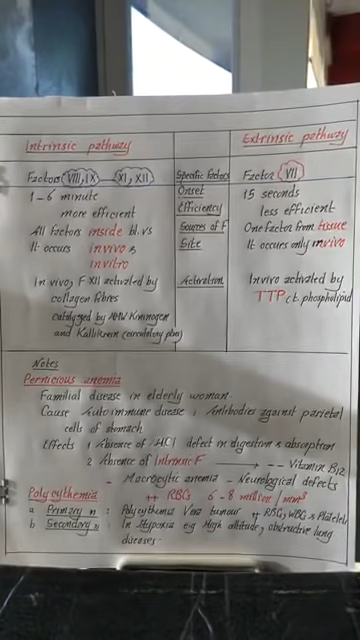 Intrinsic pathway Extrinsic pathway
Factors VIII, IX XI, XII Specific factors Factor VII
1-6 minute Onset 15 seconds
more efficient Efficiency less efficient
All factors inside bl.vs Sources of F One factor from tissue
It occurs invivo & Site It occurs only invivo
invitro
In vivo, F XII activated by Activation Invivo activated by
collagen fibres TTP ct. phospholipid
Catalyzed by HMW Kininogen
and Kallikrein
Notes
Pernicious anemia
Familial disease in elderly woman.
Cause Autoimmune disease: Antibodies against parietal
cells of stomach
Effects 1 Absence of HCl defect in digestion & absorption
2 Absence of Intrinsic F Vitamin B12
- Macrocytic anemia - Neurological defects
Polycythemia ++ RBCs 6-8 million/mm³
a Primary : Polycythemia Vera tumour ++ RBCs, WBCs & Platelets
b Secondary : In Hypoxia e.g High altitude, obstructive lung
diseases.